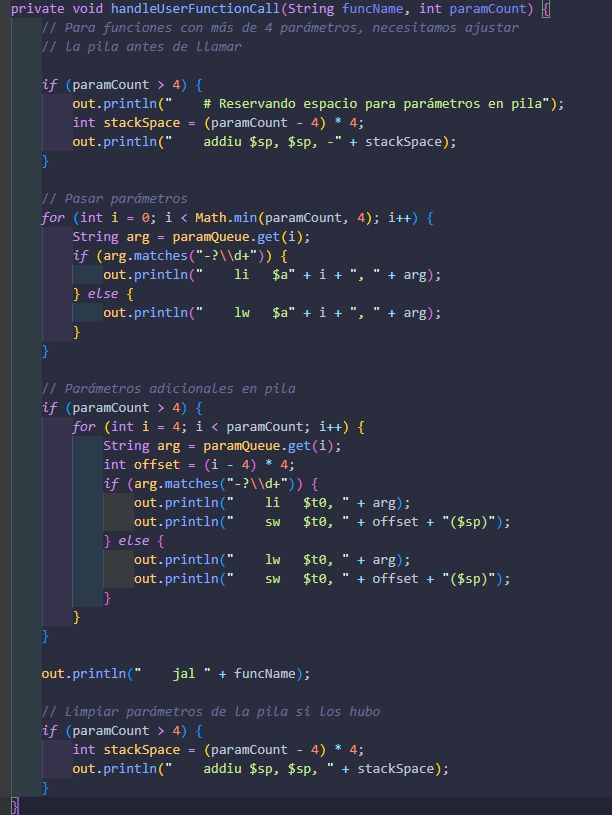 private void handleUserFunctionCall(String funcName, int paramCount) {
    // Para funciones con más de 4 parámetros, necesitamos ajustar
    // la pila antes de llamar

    if (paramCount > 4) {
        out.println("    # Reservando espacio para parámetros en pila");
        int stackSpace = (paramCount - 4) * 4;
        out.println("    addiu $sp, $sp, -" + stackSpace);
    }

    // Pasar parámetros
    for (int i = 0; i < Math.min(paramCount, 4); i++) {
        String arg = paramQueue.get(i);
        if (arg.matches("-?\\d+")) {
            out.println("    li   $a" + i + ", " + arg);
        } else {
            out.println("    lw   $a" + i + ", " + arg);
        }
    }

    // Parámetros adicionales en pila
    if (paramCount > 4) {
        for (int i = 4; i < paramCount; i++) {
            String arg = paramQueue.get(i);
            int offset = (i - 4) * 4;
            if (arg.matches("-?\\d+")) {
                out.println("    li   $t0, " + arg);
                out.println("    sw   $t0, " + offset + "($sp)");
            } else {
                out.println("    lw   $t0, " + arg);
                out.println("    sw   $t0, " + offset + "($sp)");
            }
        }
    }

    out.println("    jal " + funcName);

    // Limpiar parámetros de la pila si los hubo
    if (paramCount > 4) {
        int stackSpace = (paramCount - 4) * 4;
        out.println("    addiu $sp, $sp, " + stackSpace);
    }
}